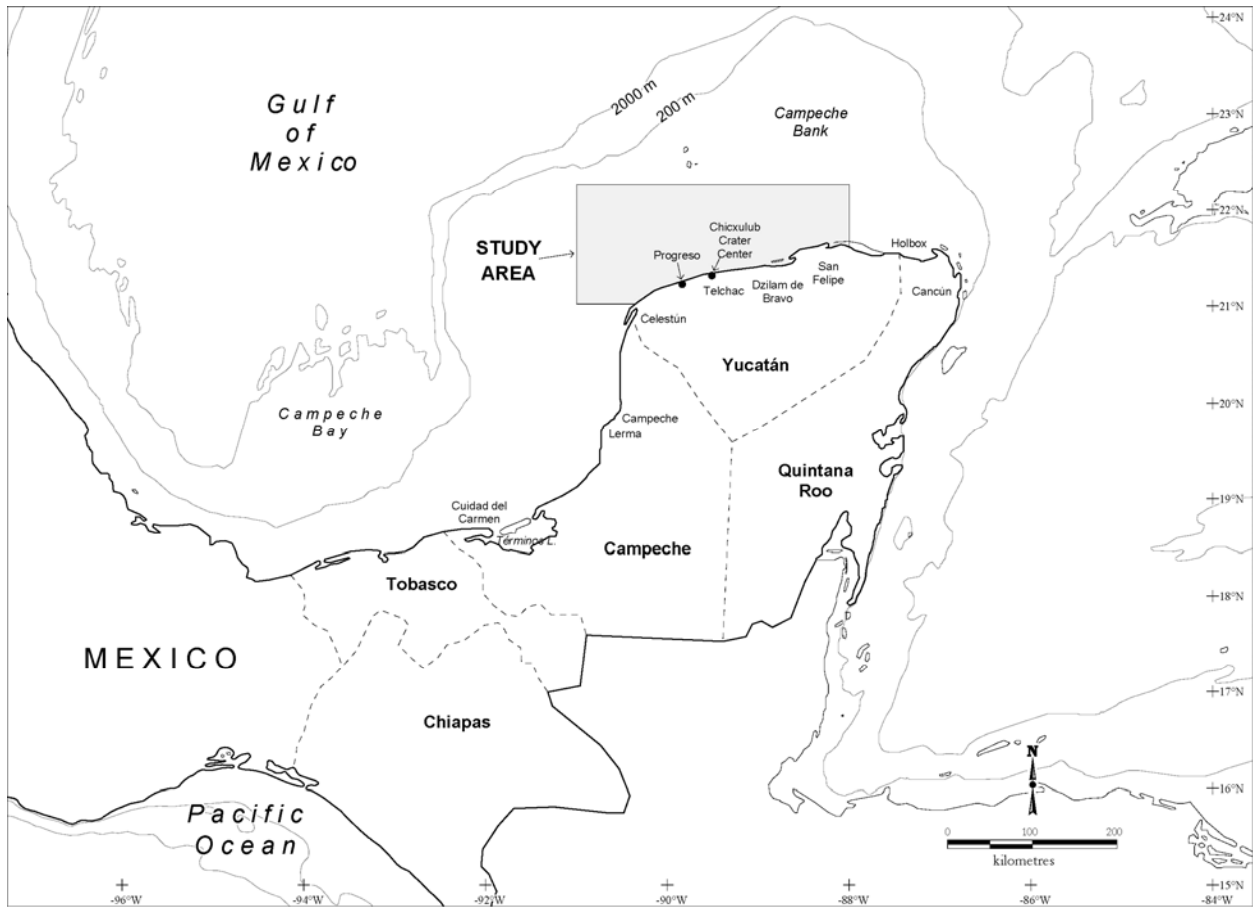 24°N
Gulf
of
Mexico
2000 m
200 m
Campeche
Bank
23°N
22°N
STUDY
AREA
Progreso
Chicxulub
Crater
Center
Telchac
Dzilam de
Bravo
San
Felipe
Holbox
Cancún
21°N
Celestún
Yucatán
Campeche
Bay
Campeche
Lerma
20°N
Quintana
Roo
19°N
Cuidad del
Carmen
Términos L.
Campeche
Tobasco
18°N
MEXICO
Chiapas
17°N
Pacific
Ocean
N
16°N
0 100 200
kilometres
15°N
-96°W -94°W -92°W -90°W -88°W -86°W -84°W